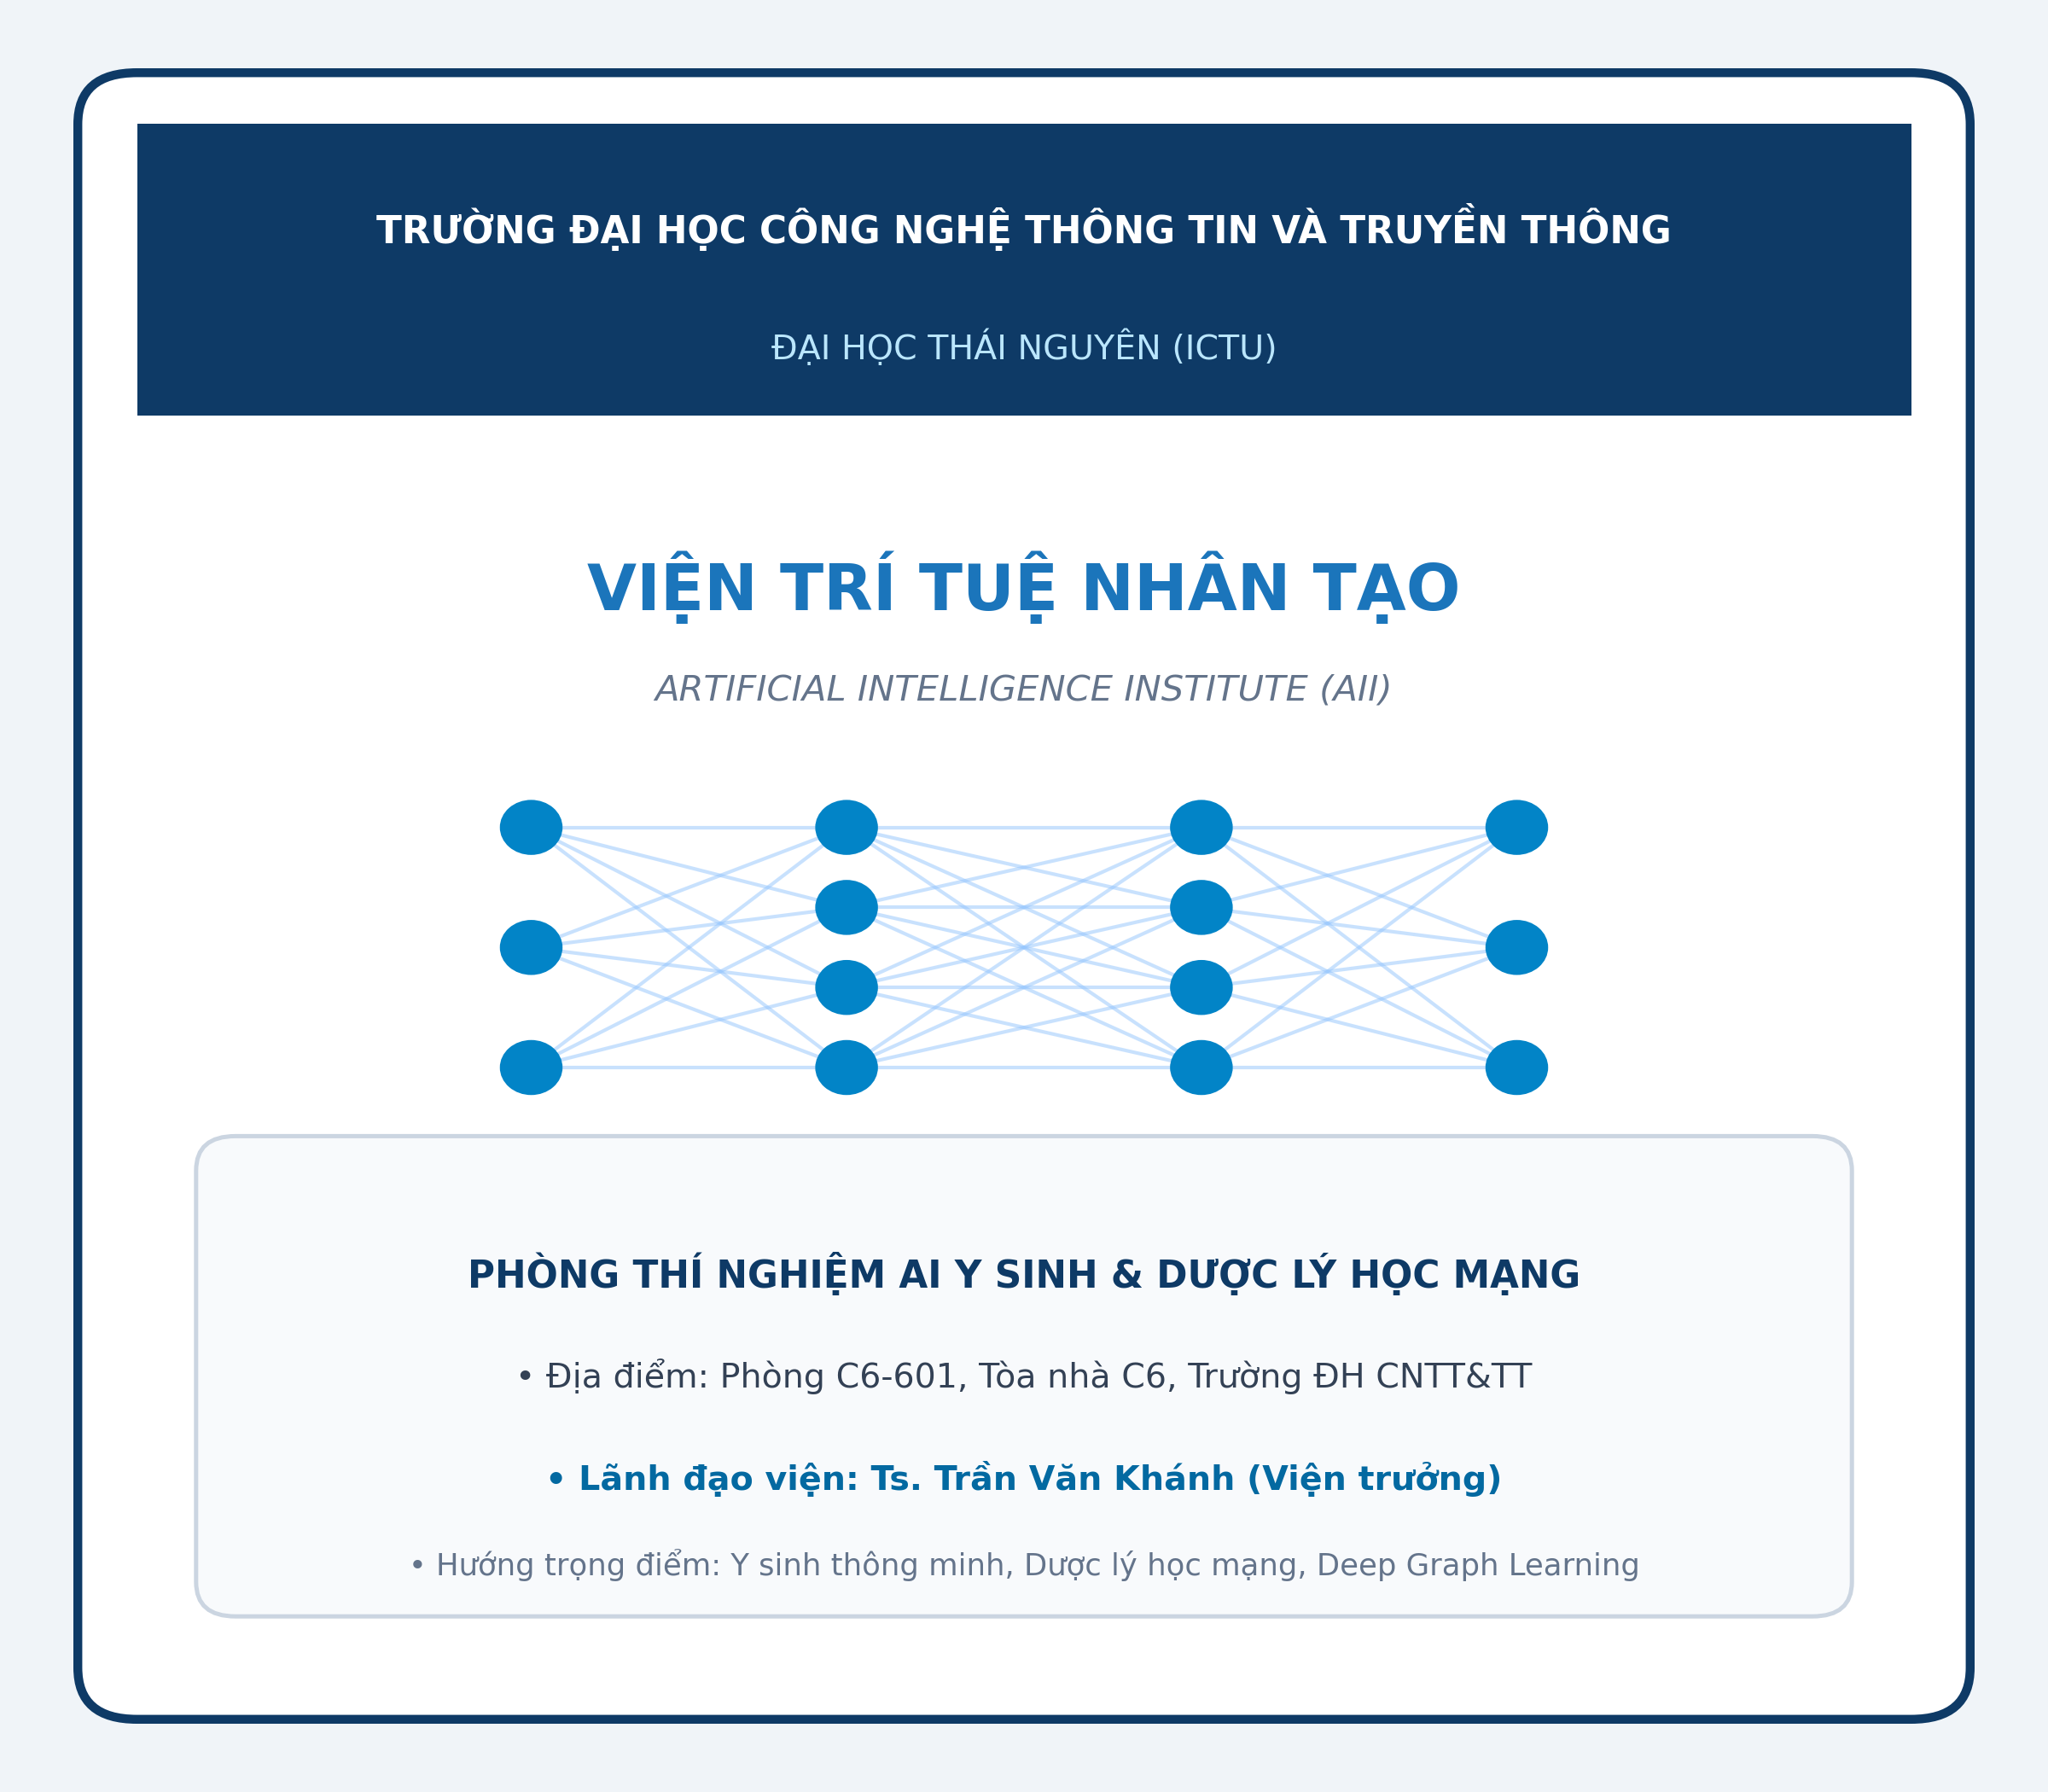 TRƯỜNG ĐẠI HỌC CÔNG NGHỆ THÔNG TIN VÀ TRUYỀN THÔNG
ĐẠI HỌC THÁI NGUYÊN (ICTU)
VIỆN TRÍ TUỆ NHÂN TẠO
ARTIFICIAL INTELLIGENCE INSTITUTE (AII)
PHÒNG THÍ NGHIỆM AI Y SINH & DƯỢC LÝ HỌC MẠNG
• Địa điểm: Phòng C6-601, Tòa nhà C6, Trường ĐH CNTT&TT
• Lãnh đạo viện: Ts. Trần Văn Khánh (Viện trưởng)
• Hướng trọng điểm: Y sinh thông minh, Dược lý học mạng, Deep Graph Learning